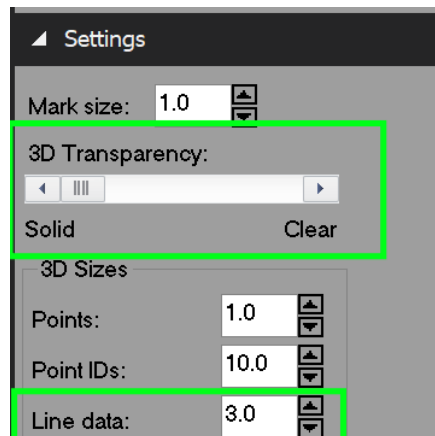 Settings
Mark size: 1.0
3D Transparency:
Solid Clear
3D Sizes
Points: 1.0
Point IDs: 10.0
Line data: 3.0